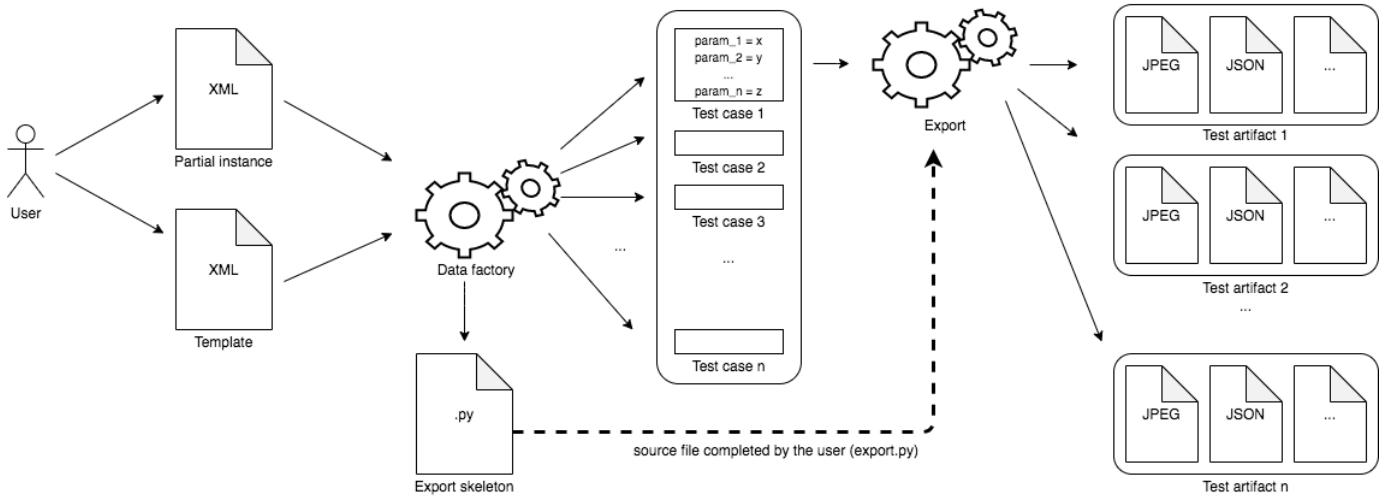 XML
Partial instance
User
XML
Template
Data factory
.py
Export skeleton
param_1 = x
param_2 = y
...
param_n = z
Test case 1
Test case 2
Test case 3
...
...
Test case n
source file completed by the user (export.py)
Export
JPEG
JSON
...
Test artifact 1
JPEG
JSON
...
Test artifact 2
...
JPEG
JSON
...
Test artifact n